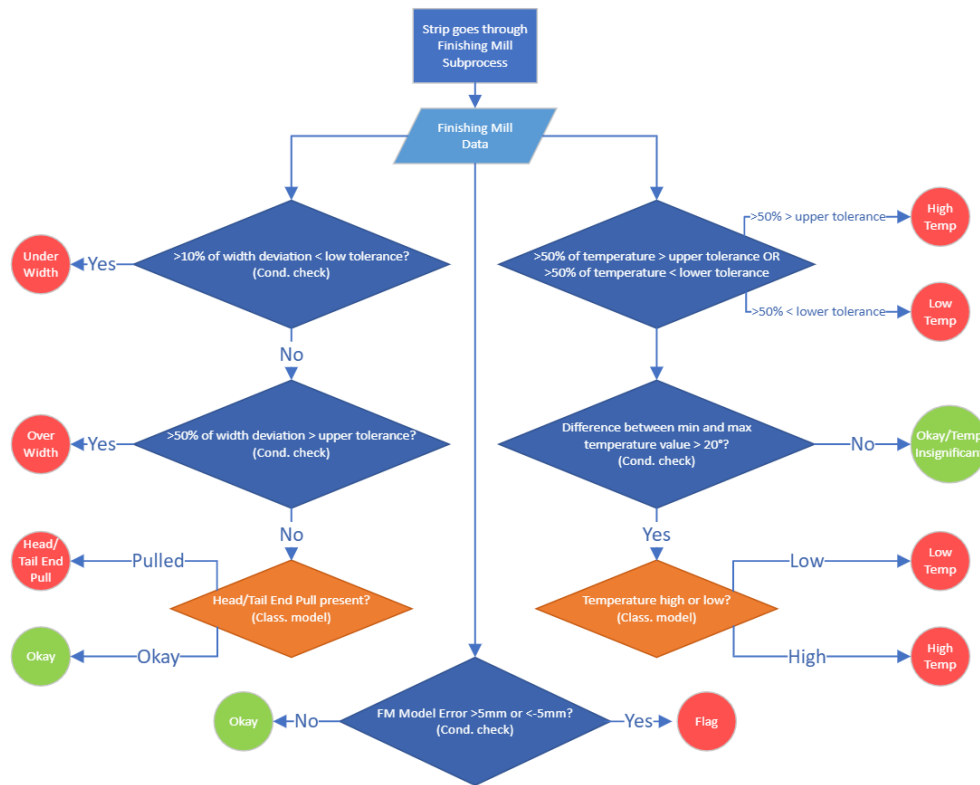 Strip goes through
Finishing Mill
Subprocess
Finishing Mill
Data
>10% of width deviation < low tolerance?
(Cond. check)
Yes
Under
Width
No
>50% of width deviation > upper tolerance?
(Cond. check)
Yes
Over
Width
No
Head/Tail End Pull present?
(Class. model)
Pulled
Head/
Tail End
Pull
Okay
Okay
>50% of temperature > upper tolerance OR
>50% of temperature < lower tolerance
>50% > upper tolerance
High
Temp
>50% < lower tolerance
Low
Temp
Difference between min and max
temperature value > 20°?
(Cond. check)
No
Okay/Temp
Insignificant
Yes
Temperature high or low?
(Class. model)
Low
Low
Temp
High
High
Temp
FM Model Error >5mm or <-5mm?
(Cond. check)
No
Okay
Yes
Flag